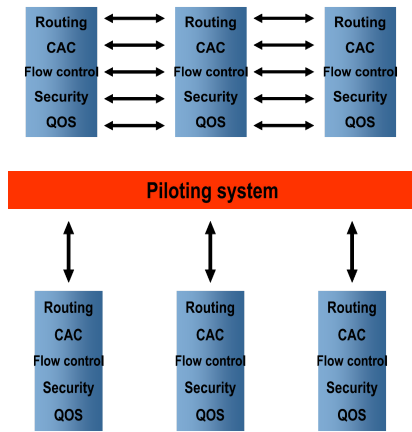 Routing Routing Routing
CAC CAC CAC
Flow control Flow control Flow control
Security Security Security
QOS QOS QOS
Piloting system
Routing Routing Routing
CAC CAC CAC
Flow control Flow control Flow control
Security Security Security
QOS QOS QOS